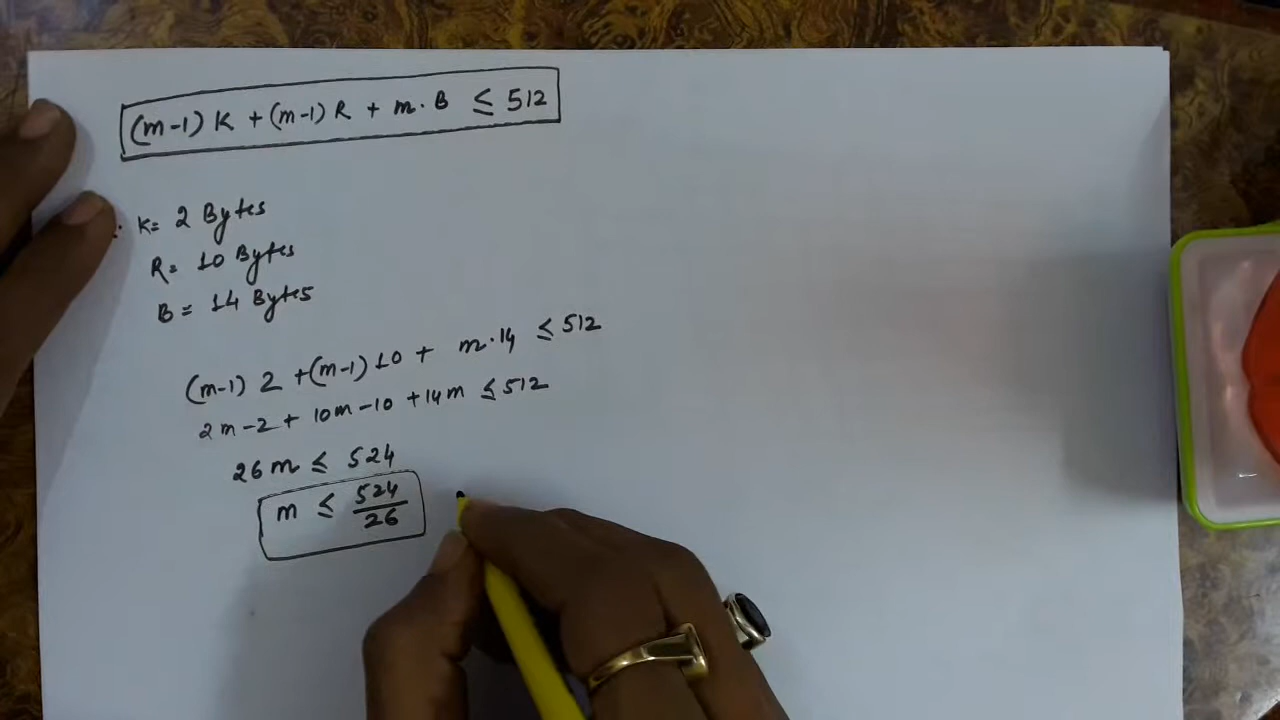 (m-1) K + (m-1) R + m. B ≤ 512
K= 2 Bytes
R= 10 Bytes
B= 14 Bytes
(m-1) 2 + (m-1) 10 + m.14 ≤ 512
2m-2 + 10m-10 + 14m ≤ 512
26m ≤ 524
m ≤ 524/26